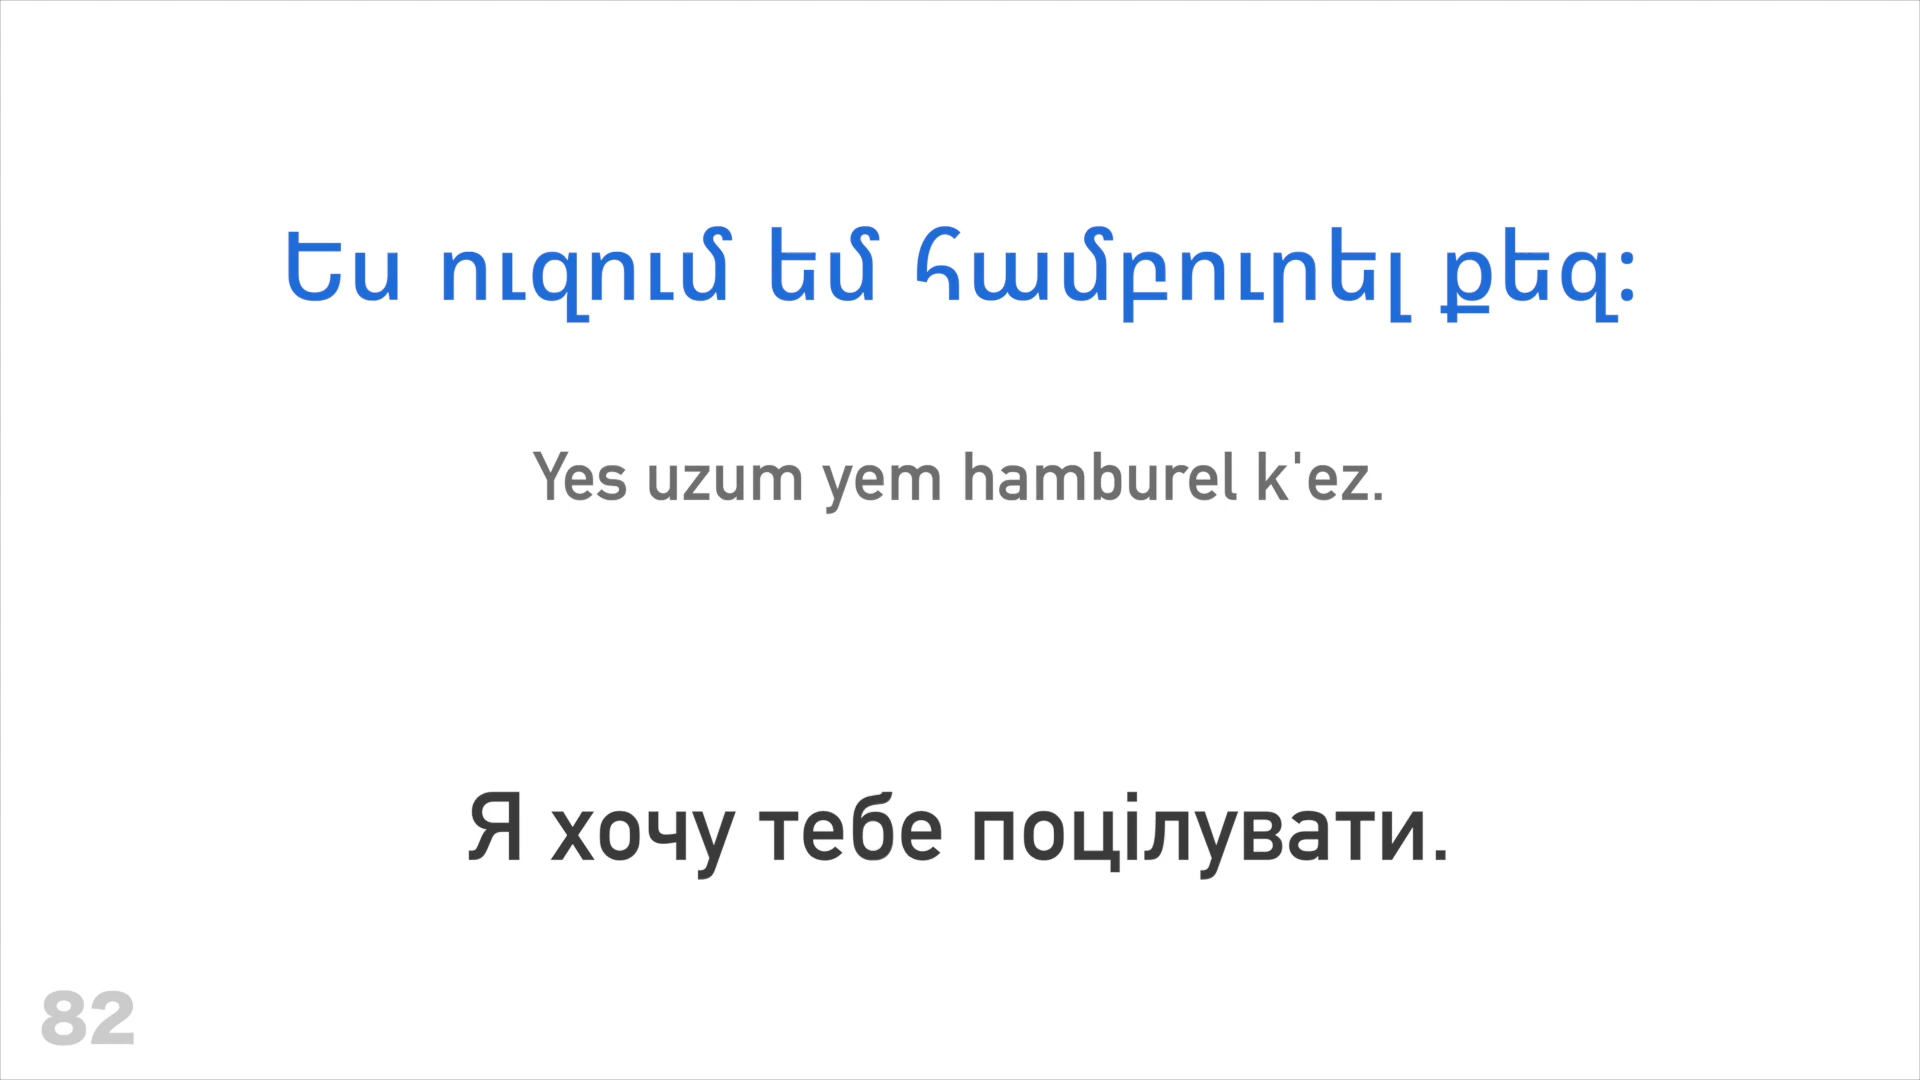 Ես ուզում եմ համբուրել քեզ։
Yes uzum yem hamburel k'ez.
Я хочу тебе поцілувати.
82